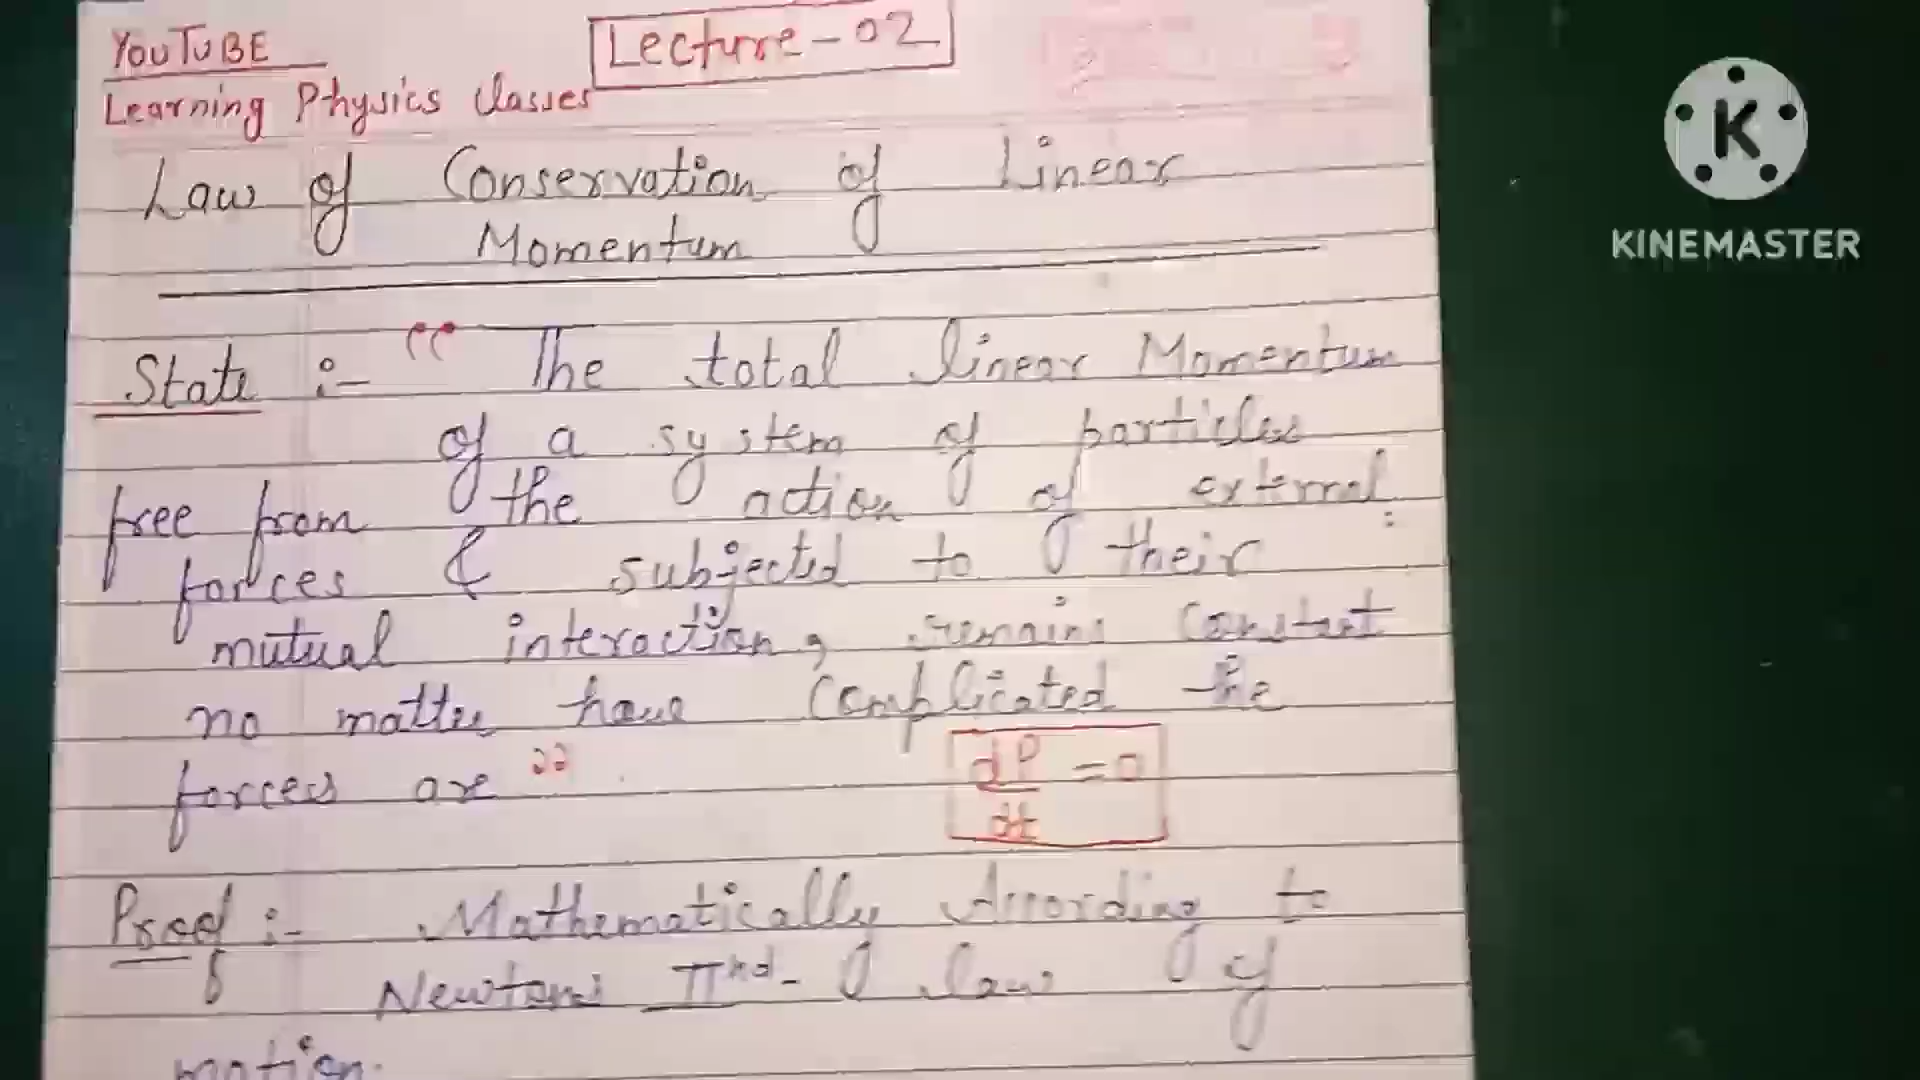 YOUTUBE
Lecture-02
Learning Physics Classes
Law of Conservation of Linear
Momentum
State :- " The total linear Momentum
of a system of particles
free from the action of external
forces & subjected to their
mutual interaction, remains constant
no matter how complicated the
forces are "
dP/dt = 0
Proof :- Mathematically According to
Newtons IInd- law of
motion.
K
KINEMASTER